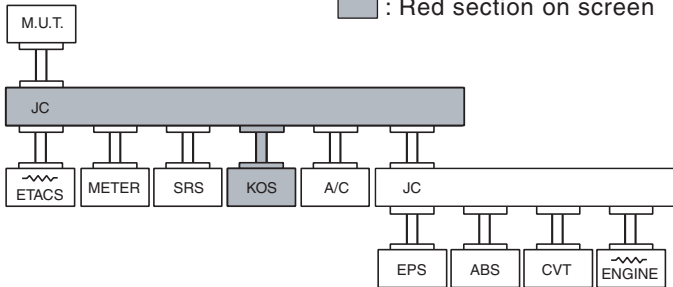 : Red section on screen
M.U.T.
JC
ETACS
METER
SRS
KOS
A/C
JC
EPS
ABS
CVT
ENGINE